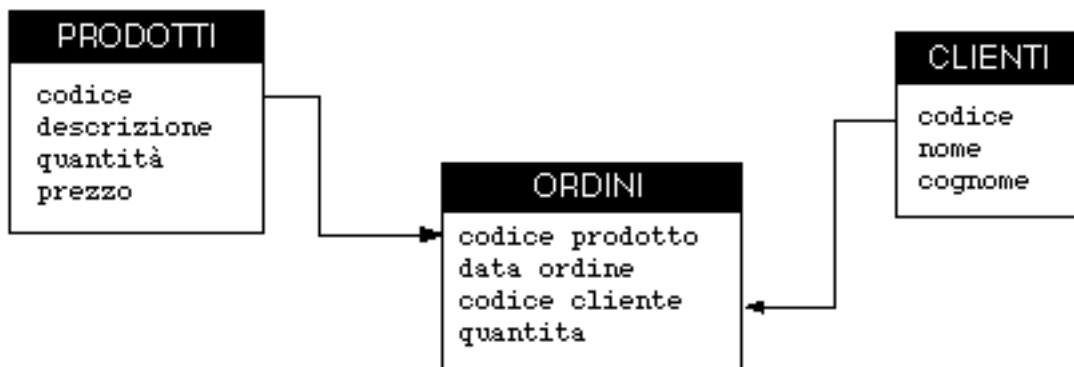 PRODOTTI
codice
descrizione
quantità
prezzo
ORDINI
codice prodotto
data ordine
codice cliente
quantita
CLIENTI
codice
nome
cognome